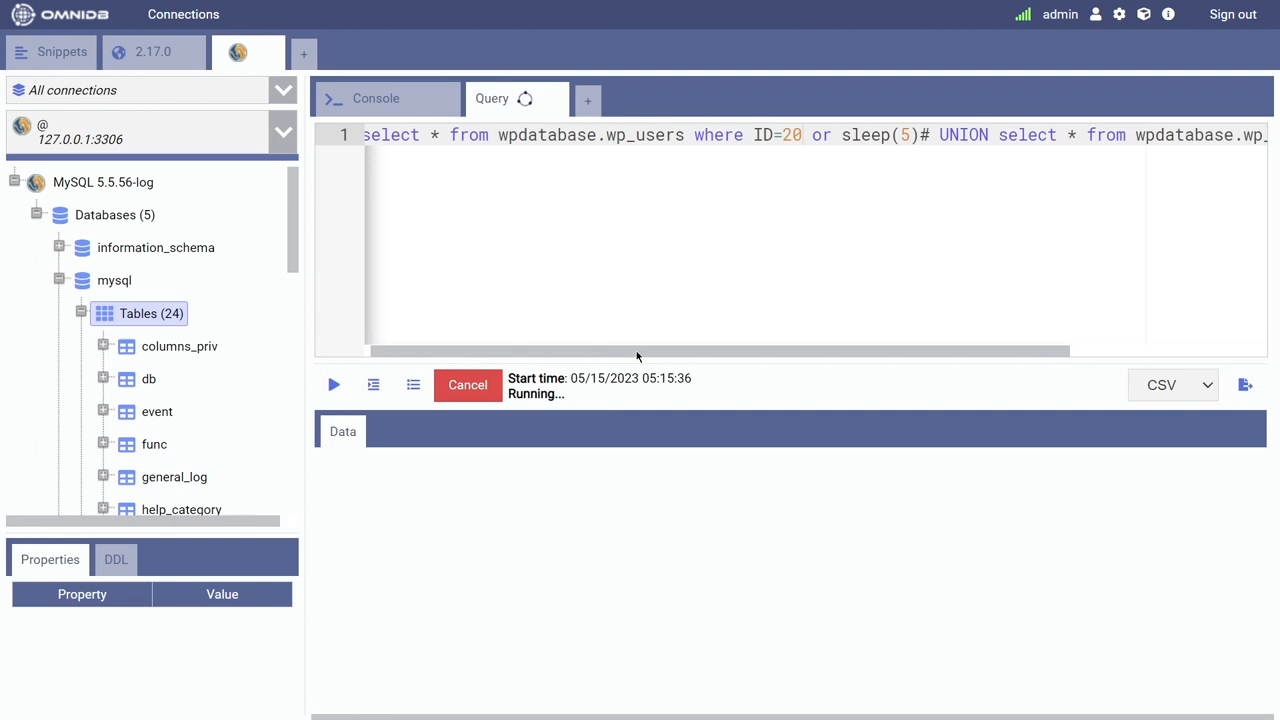 OMNIDB Connections admin Sign out
Snippets 2.17.0 +
All connections
@
127.0.0.1:3306
MySQL 5.5.56-log
Databases (5)
information_schema
mysql
Tables (24)
columns_priv
db
event
func
general_log
help_category
Properties DDL
Property Value
Console Query +
1 select * from wpdatabase.wp_users where ID=20 or sleep(5)# UNION select * from wpdatabase.wp_
Cancel Start time: 05/15/2023 05:15:36
Running...
CSV
Data